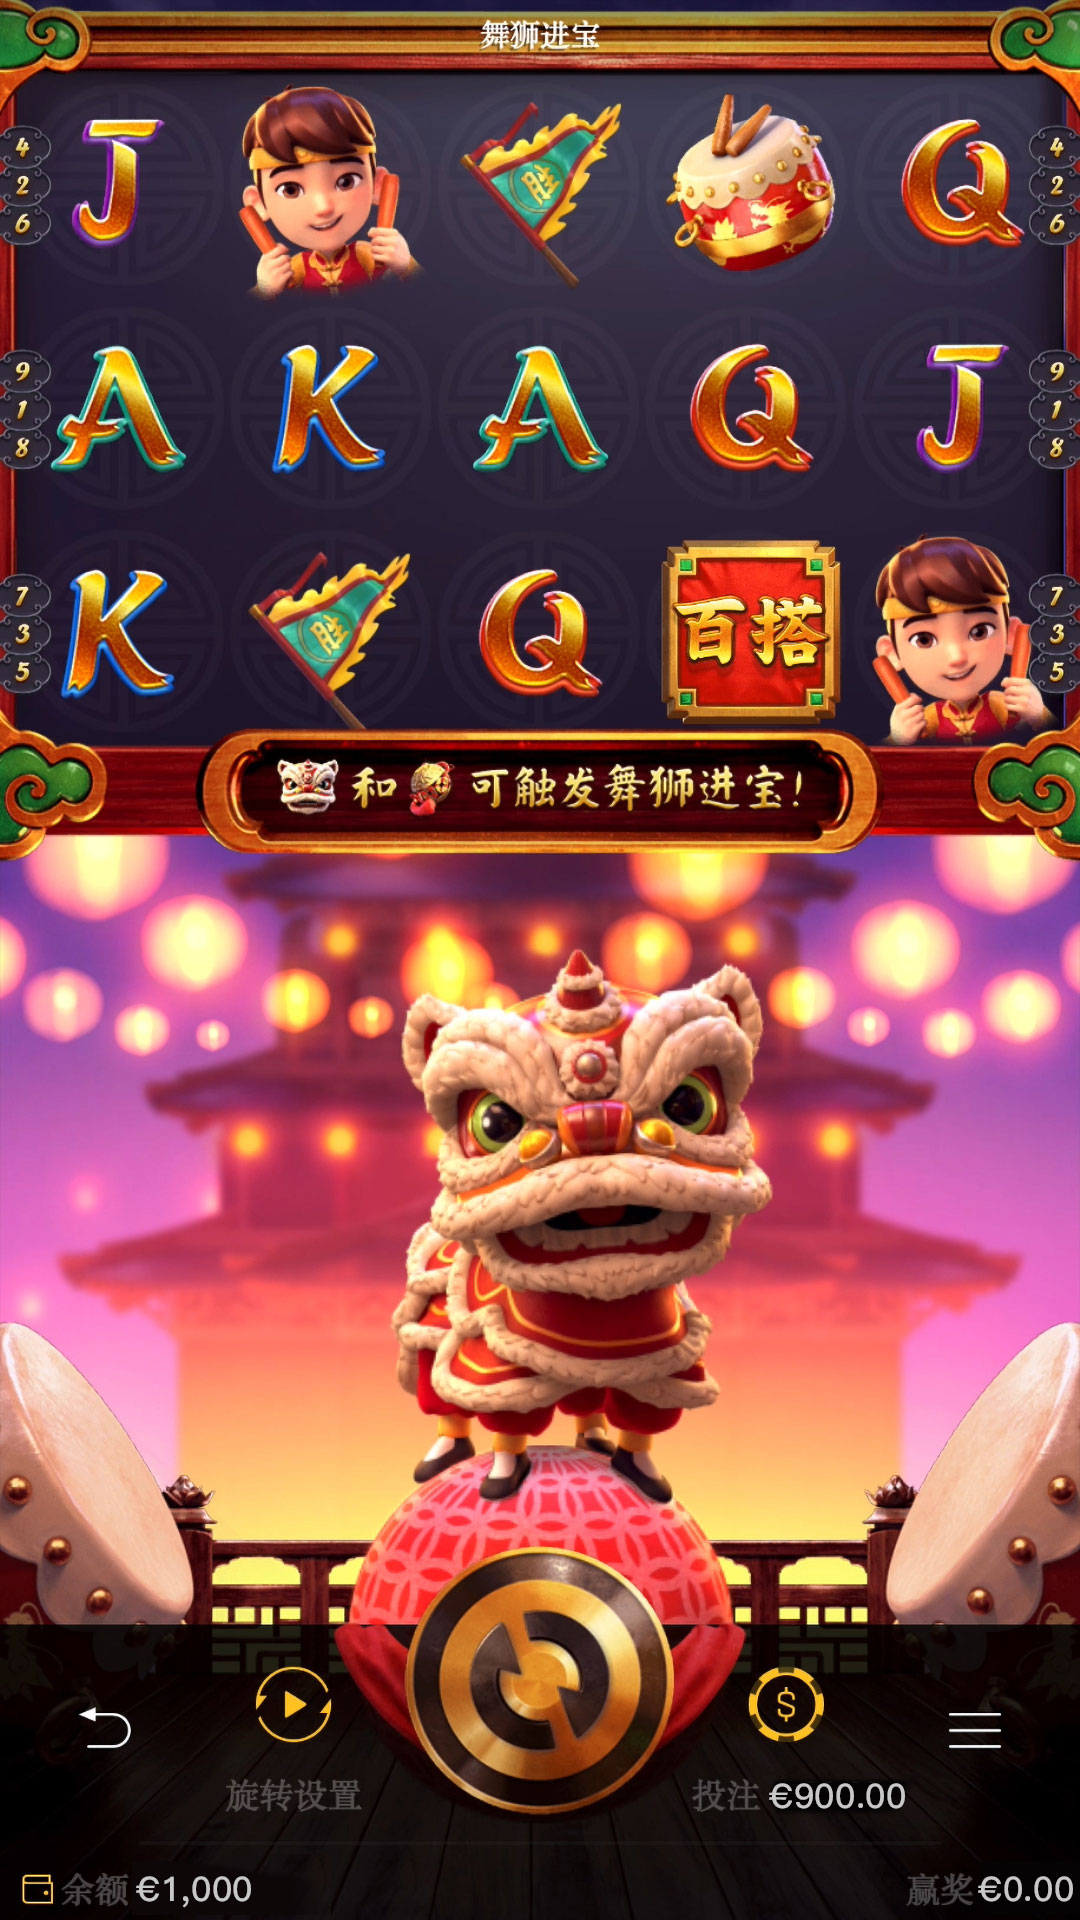 舞狮进宝
J Q
4 胜 4
2 2
6 6
9 A K A Q J 9
1 1
8 8
7 K 胜 Q 百搭 7
3 3
5 5
和 可触发舞狮进宝!
$
旋转设置 投注 €900.00
余额 €1,000 赢奖 €0.00